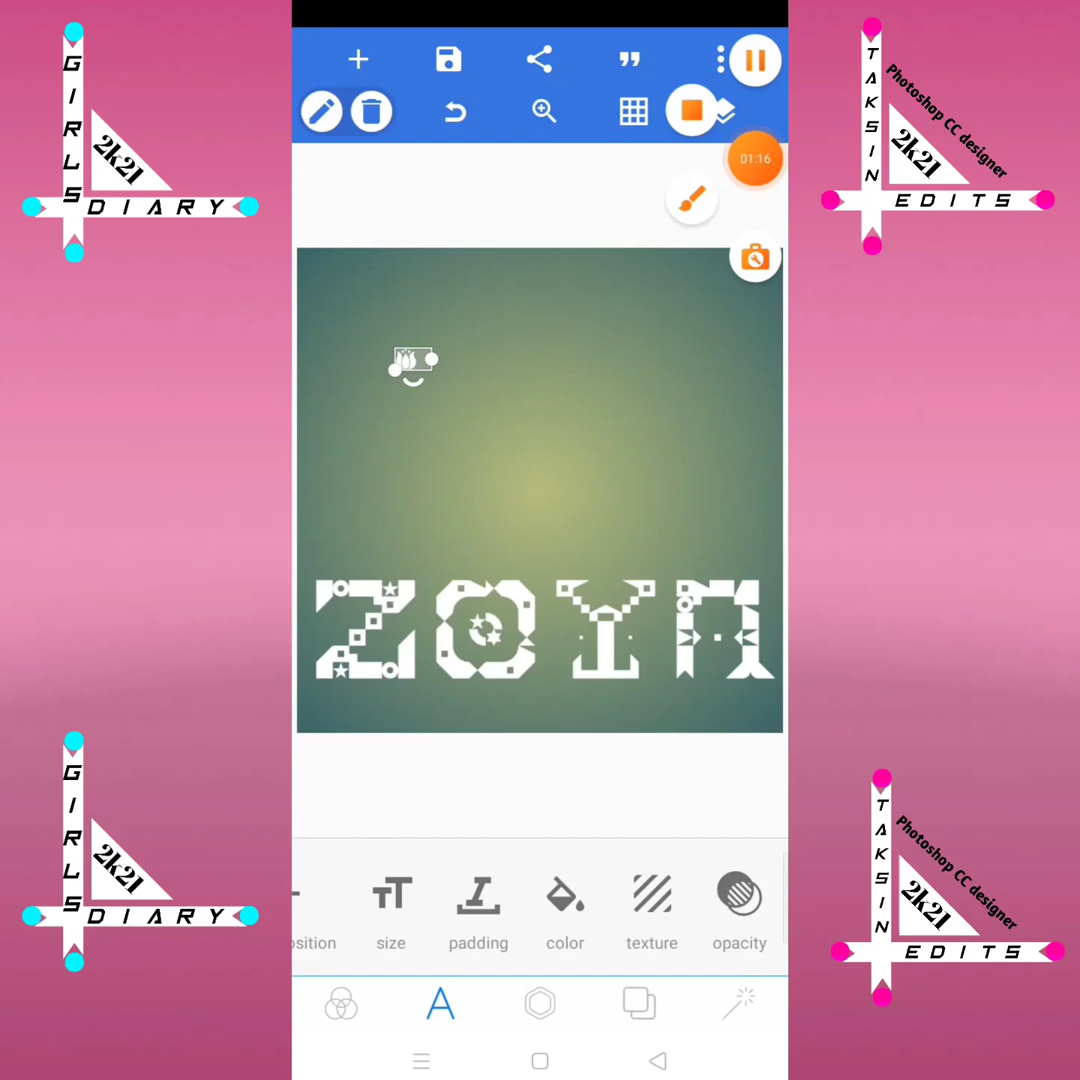 GIRLS
2k21
DIARY
TAKSIN
Photoshop CC designer
2k21
EDITS
01:16
ZOYA
osition
size
padding
color
texture
opacity
A
GIRLS
2k21
DIARY
TAKSIN
Photoshop CC designer
2k21
EDITS